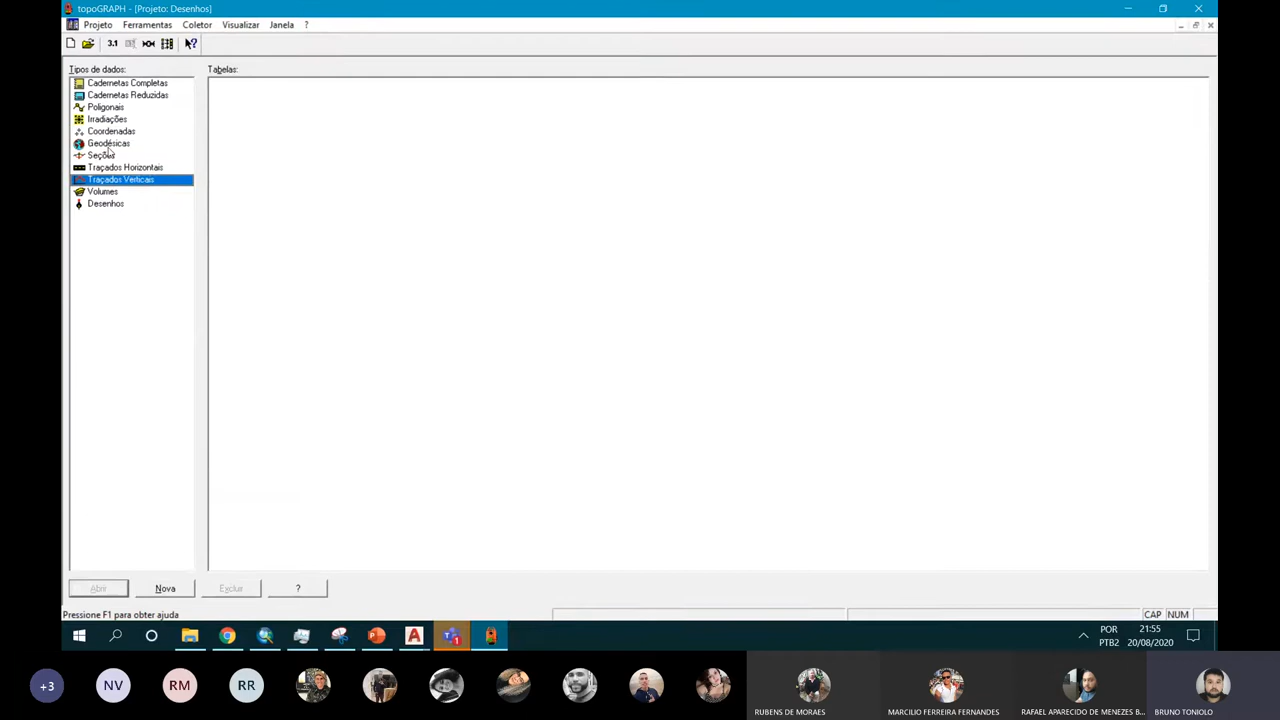 topoGRAPH - [Projeto: Desenhos]
Projeto Ferramentas Coletor Visualizar Janela ?
3.1
Tipos de dados:
Tabelas:
Cadernetas Completas
Cadernetas Reduzidas
Poligonais
Irradiações
Coordenadas
Geodésicas
Seções
Traçados Horizontais
Traçados Verticais
Volumes
Desenhos
Abrir Nova Excluir ?
Pressione F1 para obter ajuda
CAP NUM
POR
PTB2
21:55
20/08/2020
1
+3 NV RM RR
RUBENS DE MORAES
MARCILIO FERREIRA FERNANDES
RAFAEL APARECIDO DE MENEZES B...
BRUNO TONIOLO